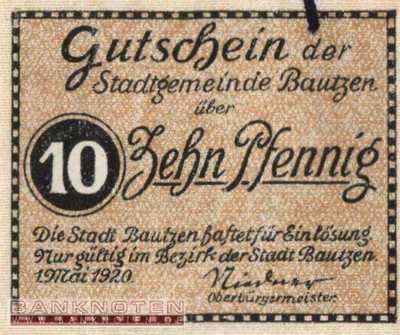 Gutschein der
Stadtgemeinde Bautzen
über
10 Zehn Pfennig
Die Stadt Bautzen haftet für Einlösung.
Nur gültig im Bezirk der Stadt Bautzen.
1. Mai 1920. Niedner
Oberbürgermeister.
BANKNOTEN